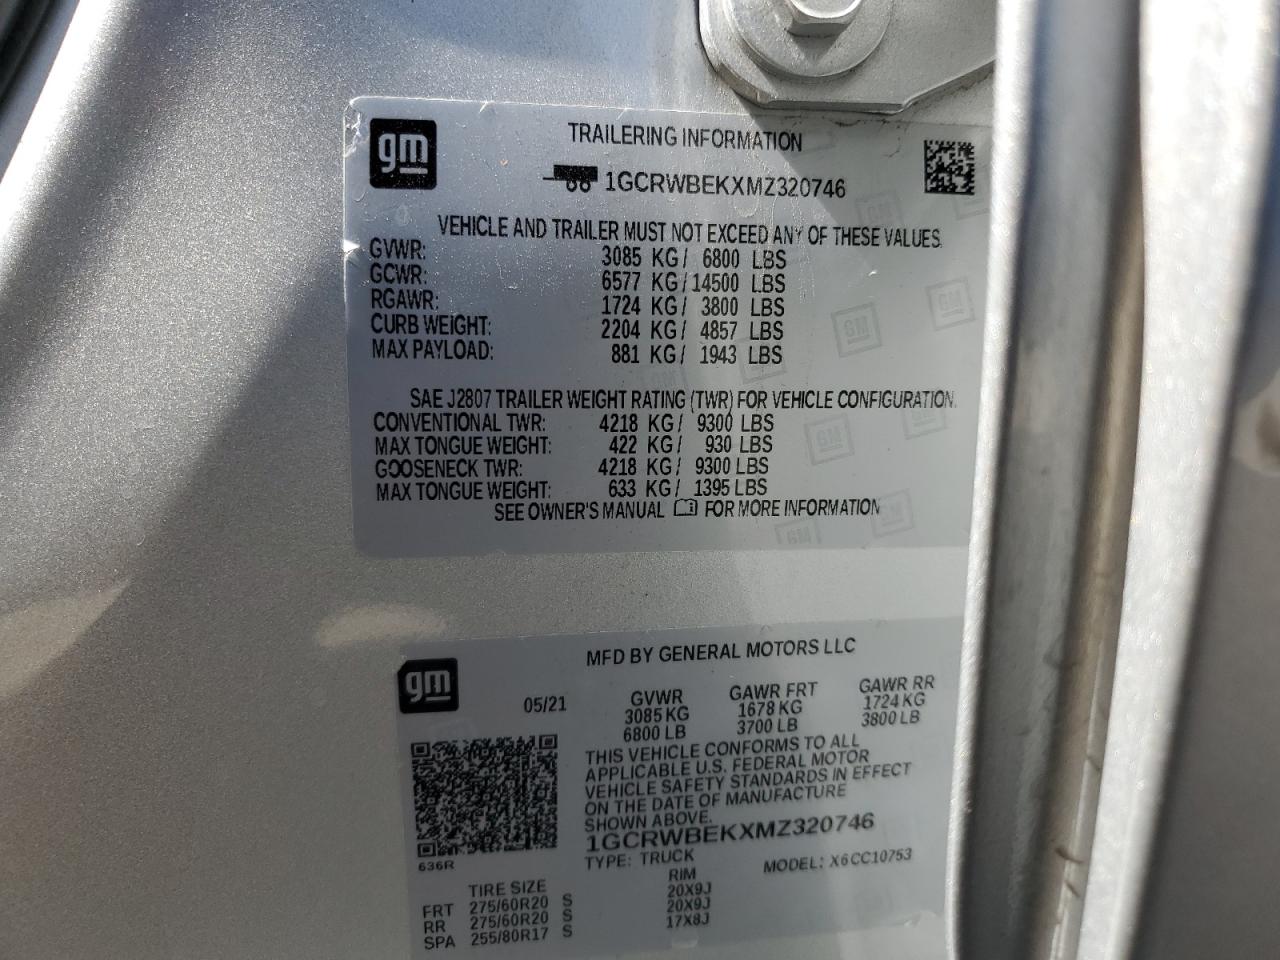 gm
TRAILERING INFORMATION
1GCRWBEKXMZ320746
VEHICLE AND TRAILER MUST NOT EXCEED ANY OF THESE VALUES.
GVWR: 3085 KG/ 6800 LBS
GCWR: 6577 KG/14500 LBS
RGAWR: 1724 KG/ 3800 LBS
CURB WEIGHT: 2204 KG/ 4857 LBS
MAX PAYLOAD: 881 KG/ 1943 LBS
SAE J2807 TRAILER WEIGHT RATING (TWR) FOR VEHICLE CONFIGURATION.
CONVENTIONAL TWR: 4218 KG/ 9300 LBS
MAX TONGUE WEIGHT: 422 KG/ 930 LBS
GOOSENECK TWR: 4218 KG/ 9300 LBS
MAX TONGUE WEIGHT: 633 KG/ 1395 LBS
SEE OWNER'S MANUAL FOR MORE INFORMATION
GM
GM
GM
GM
GM
gm
MFD BY GENERAL MOTORS LLC
05/21 GVWR GAWR FRT GAWR RR
3085 KG 1678 KG 1724 KG
6800 LB 3700 LB 3800 LB
THIS VEHICLE CONFORMS TO ALL
APPLICABLE U.S. FEDERAL MOTOR
VEHICLE SAFETY STANDARDS IN EFFECT
ON THE DATE OF MANUFACTURE
SHOWN ABOVE.
1GCRWBEKXMZ320746
TYPE: TRUCK MODEL: X6CC10753
636R
TIRE SIZE RIM
FRT 275/60R20 S 20X9J
RR 275/60R20 S 20X9J
SPA 255/80R17 S 17X8J